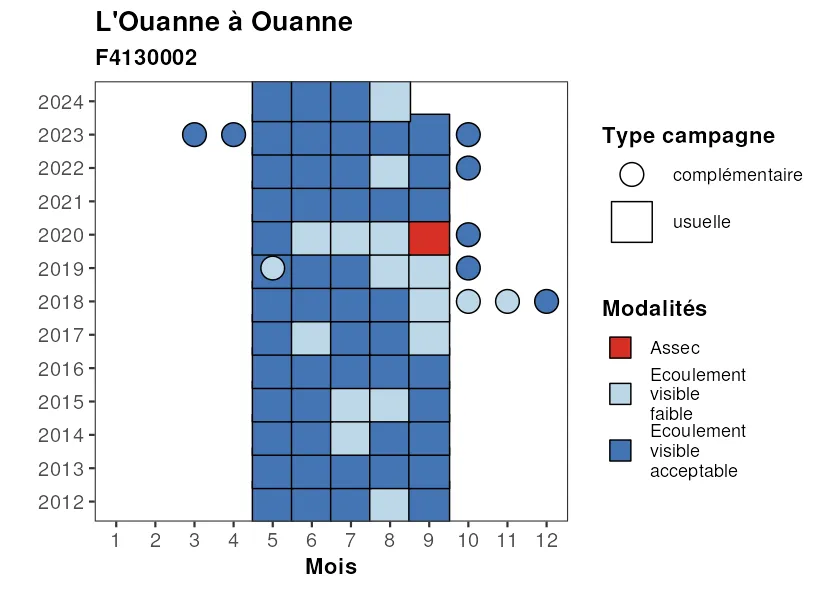 L'Ouanne à Ouanne
F4130002
2024
2023
2022
2021
2020
2019
2018
2017
2016
2015
2014
2013
2012
1 2 3 4 5 6 7 8 9 10 11 12
Mois
Type campagne
complémentaire
usuelle
Modalités
Assec
Ecoulement
visible
faible
Ecoulement
visible
acceptable